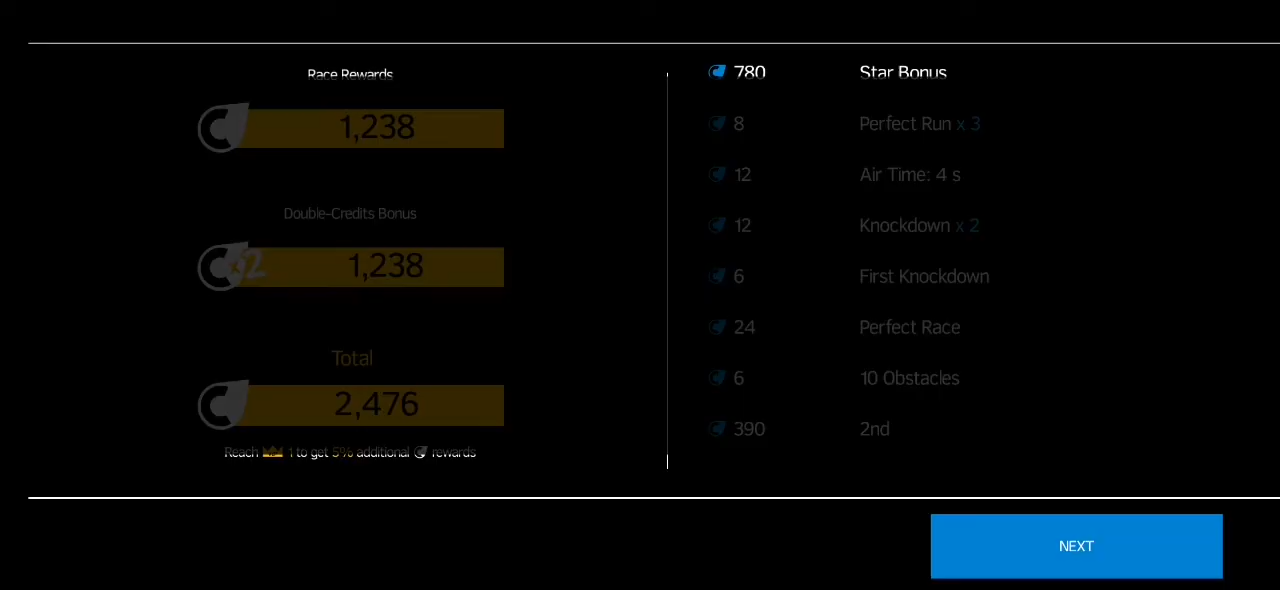 Race Rewards
1,238
Double-Credits Bonus
x2
1,238
Total
2,476
Reach 1 to get 5% additional rewards
780 Star Bonus
8 Perfect Run x 3
12 Air Time: 4 s
12 Knockdown x 2
6 First Knockdown
24 Perfect Race
6 10 Obstacles
390 2nd
NEXT